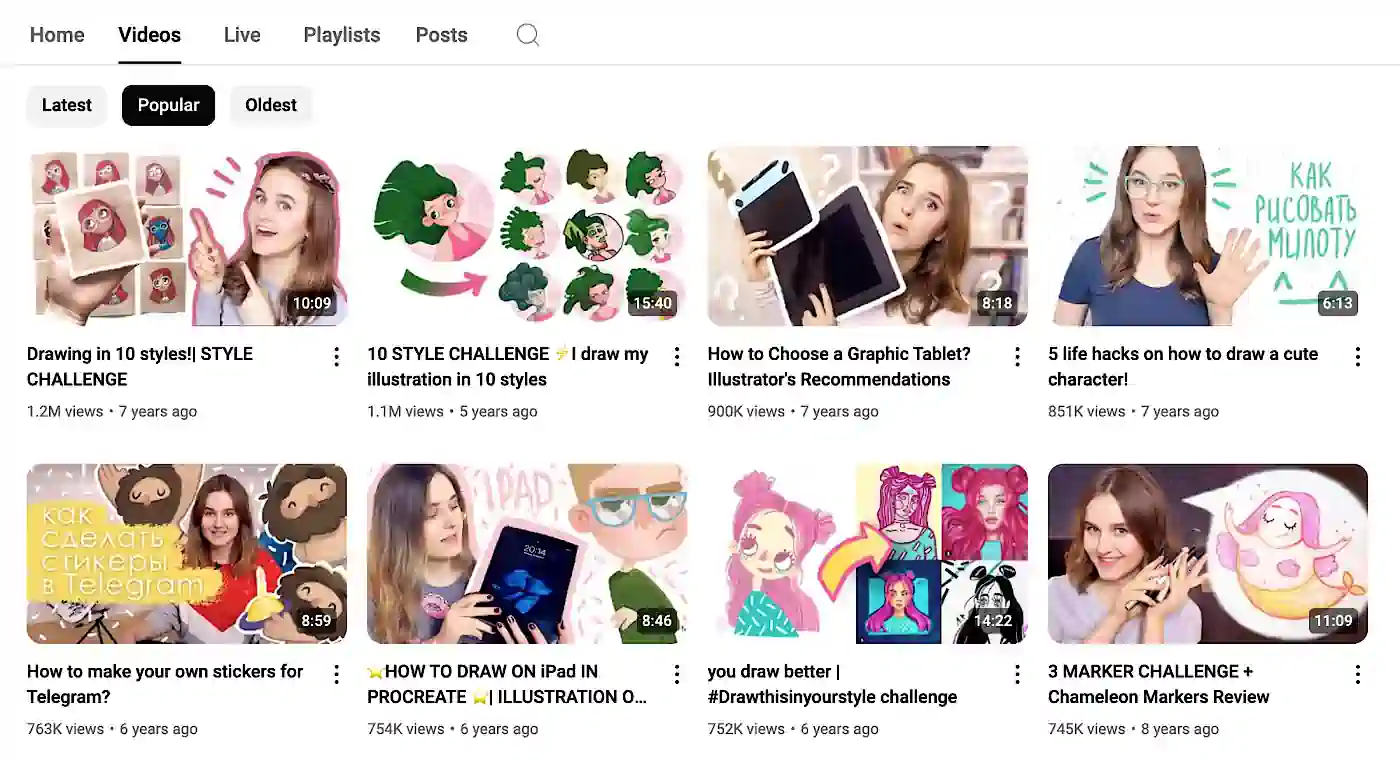 Home Videos Live Playlists Posts
Latest Popular Oldest
10:09
15:40
8:18
КАК
РИСОВАТЬ
МИЛОТУ
6:13
Drawing in 10 styles!| STYLE
CHALLENGE
1.2M views • 7 years ago
10 STYLE CHALLENGE ⚡I draw my
illustration in 10 styles
1.1M views • 5 years ago
How to Choose a Graphic Tablet?
Illustrator's Recommendations
900K views • 7 years ago
5 life hacks on how to draw a cute
character!
851K views • 7 years ago
как
сделать
стикеры
в Telegram
8:59
IPAD
20:14
8:46
14:22
11:09
How to make your own stickers for
Telegram?
763K views • 6 years ago
⭐HOW TO DRAW ON iPad IN
PROCREATE ⭐| ILLUSTRATION O...
754K views • 6 years ago
you draw better |
#Drawthisinyourstyle challenge
752K views • 6 years ago
3 MARKER CHALLENGE +
Chameleon Markers Review
745K views • 8 years ago